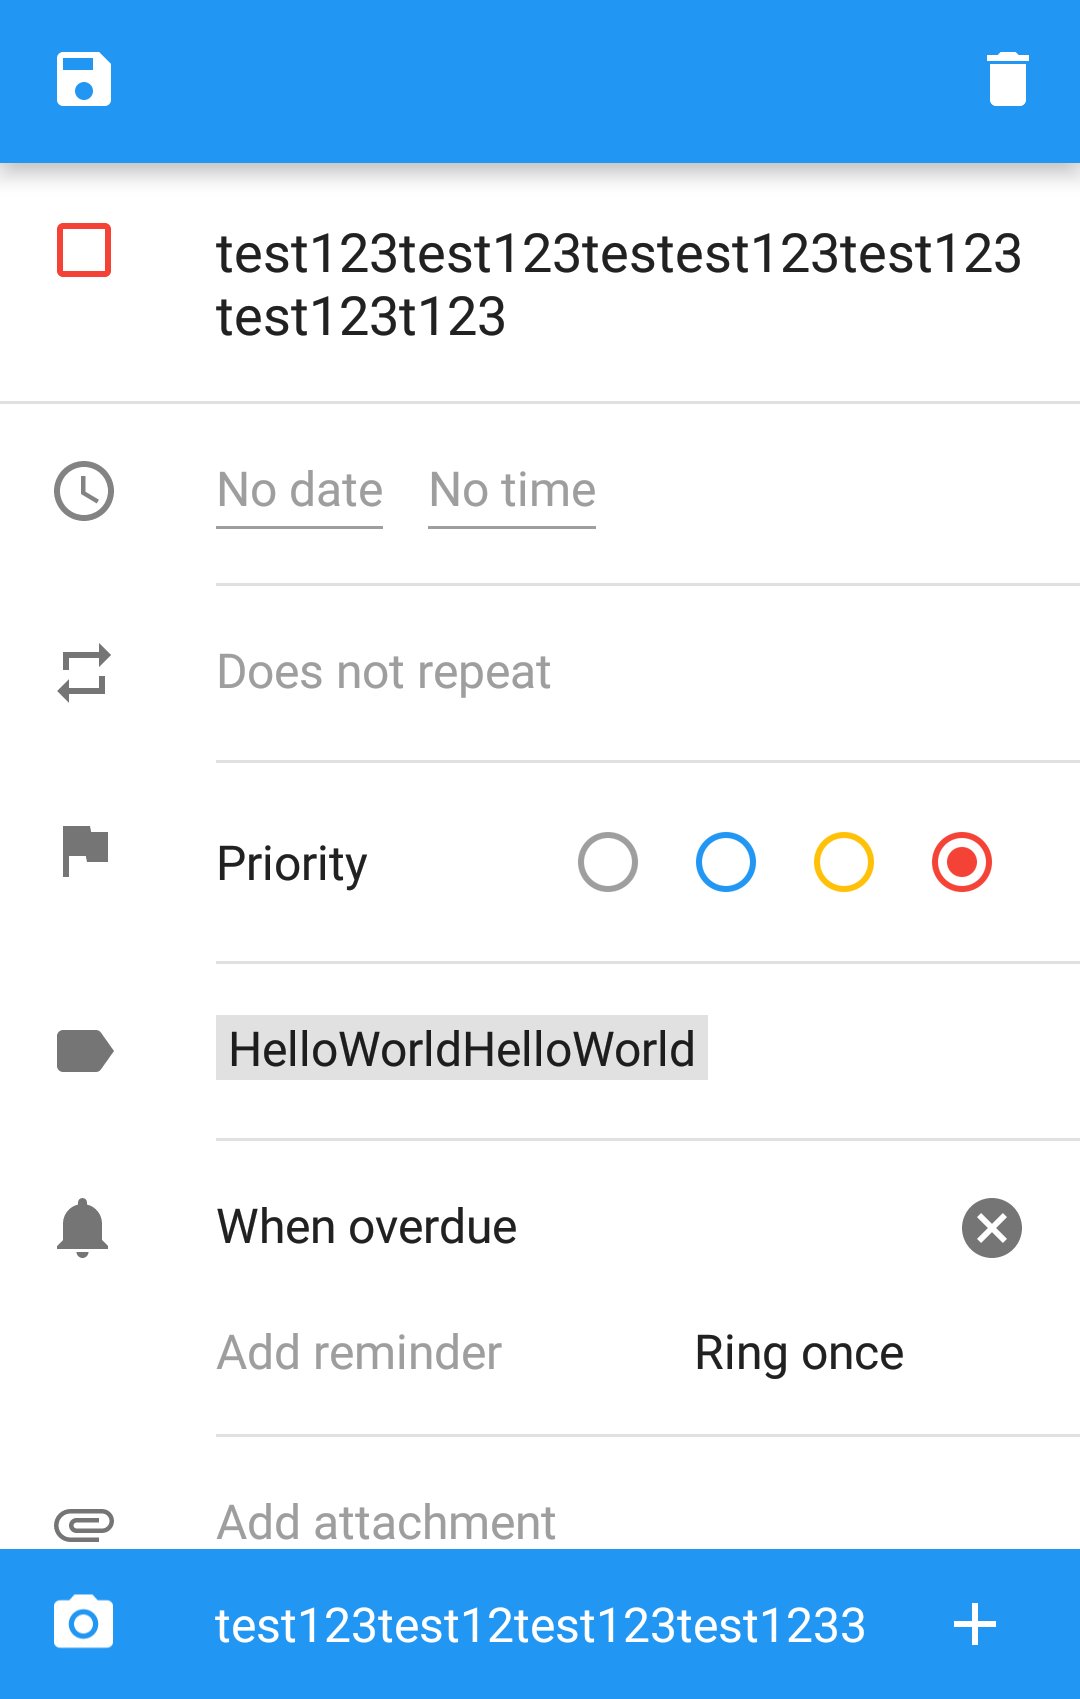 test123test123testest123test123
test123t123
No date No time
Does not repeat
Priority
HelloWorldHelloWorld
When overdue
Add reminder Ring once
Add attachment
test123test12test123test1233